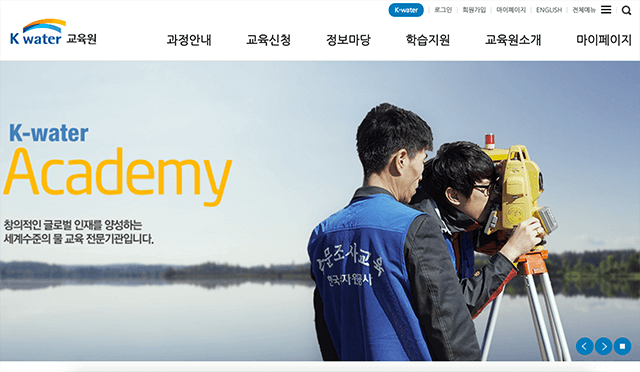 K-water 로그인 회원가입 마이페이지 ENGLISH 전체메뉴
K water 교육원
과정안내 교육신청 정보마당 학습지원 교육원소개 마이페이지
K-water
Academy
창의적인 글로벌 인재를 양성하는
세계수준의 물 교육 전문기관입니다.
문조사교육
한국수자원공사